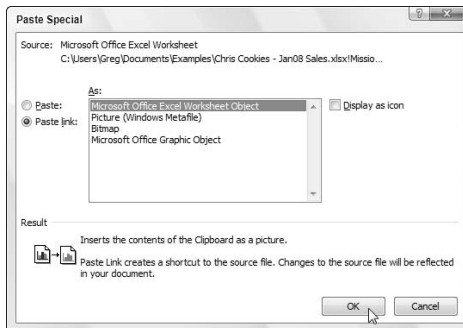 Paste Special
Source: Microsoft Office Excel Worksheet
C:\Users\Greg\Documents\Examples\Chris Cookies - Jan08 Sales.xlsx!Missio...
As:
Paste:
Paste link:
Microsoft Office Excel Worksheet Object
Picture (Windows Metafile)
Bitmap
Microsoft Office Graphic Object
Display as icon
Result
Inserts the contents of the Clipboard as a picture.
Paste Link creates a shortcut to the source file. Changes to the source file will be reflected
in your document.
OK
Cancel